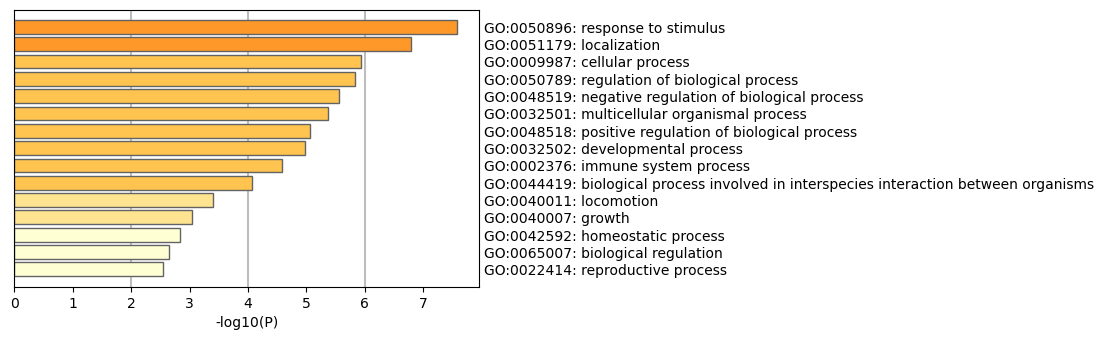 GO:0050896: response to stimulus
GO:0051179: localization
GO:0009987: cellular process
GO:0050789: regulation of biological process
GO:0048519: negative regulation of biological process
GO:0032501: multicellular organismal process
GO:0048518: positive regulation of biological process
GO:0032502: developmental process
GO:0002376: immune system process
GO:0044419: biological process involved in interspecies interaction between organisms
GO:0040011: locomotion
GO:0040007: growth
GO:0042592: homeostatic process
GO:0065007: biological regulation
GO:0022414: reproductive process
0 1 2 3 4 5 6 7
-log10(P)